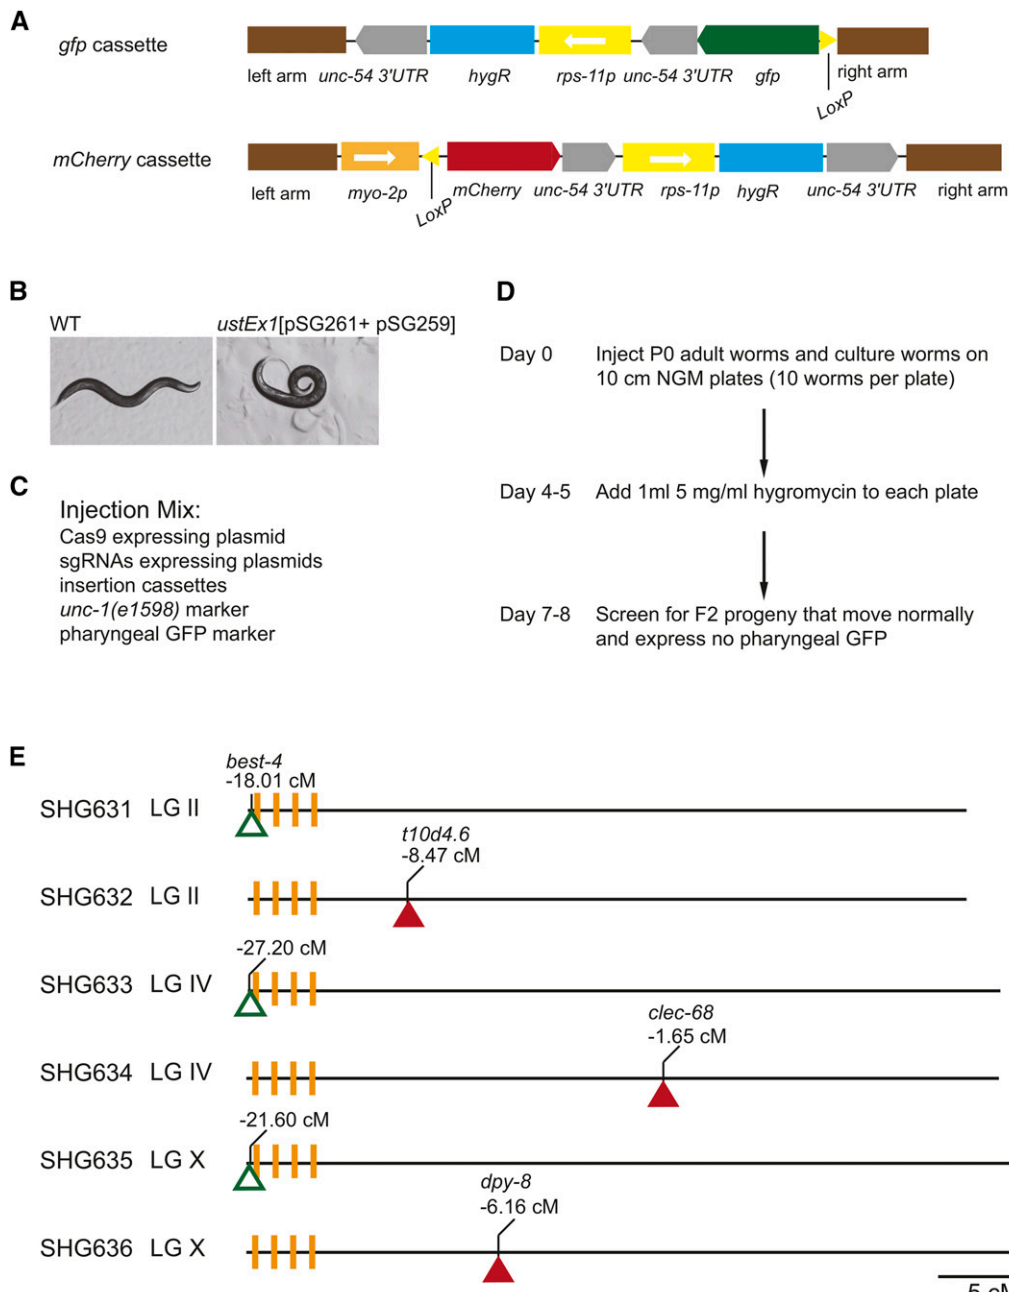 A
gfp cassette
left arm unc-54 3'UTR hygR rps-11p unc-54 3'UTR gfp right arm
LoxP
mCherry cassette
left arm myo-2p LoxP mCherry unc-54 3'UTR rps-11p hygR unc-54 3'UTR right arm
B
WT ustEx1[pSG261+ pSG259]
C
Injection Mix:
Cas9 expressing plasmid
sgRNAs expressing plasmids
insertion cassettes
unc-1(e1598) marker
pharyngeal GFP marker
D
Day 0 Inject P0 adult worms and culture worms on
10 cm NGM plates (10 worms per plate)
Day 4-5 Add 1ml 5 mg/ml hygromycin to each plate
Day 7-8 Screen for F2 progeny that move normally
and express no pharyngeal GFP
E
best-4
-18.01 cM
SHG631 LG II
t10d4.6
-8.47 cM
SHG632 LG II
-27.20 cM
SHG633 LG IV
clec-68
-1.65 cM
SHG634 LG IV
-21.60 cM
SHG635 LG X
dpy-8
-6.16 cM
SHG636 LG X
5 cM